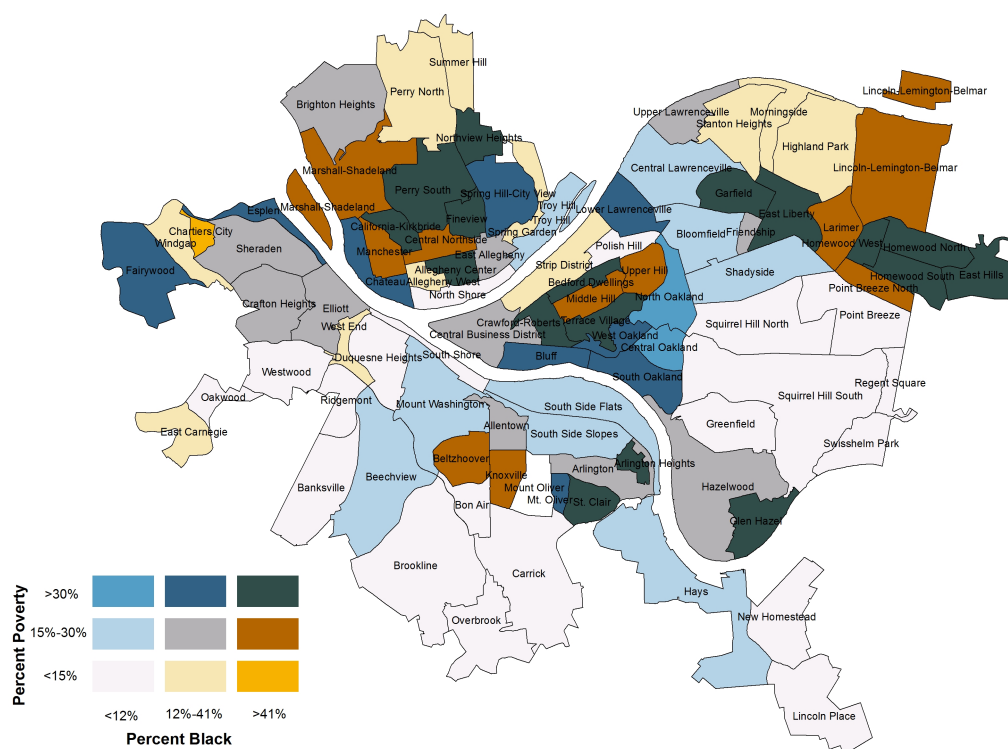 Summer Hill
Lincoln-Lemington-Belmar
Perry North
Brighton Heights
Upper Lawrenceville
Morningside
Stanton Heights
Northview Heights
Highland Park
Marshall-Shadeland
Central Lawrenceville
Lincoln-Lemington-Belmar
Perry South
Spring Hill-City View
Garfield
Marshall-Shadeland
Troy Hill
Lower Lawrenceville
Esplen
East Liberty
Fineview
Troy Hill
California-Kirkbride
Larimer
Chartiers City
Spring Garden
Bloomfield
Friendship
Central Northside
Windgap
Homewood West
Polish Hill
Homewood North
Sheraden
Manchester
East Allegheny
Strip District
Fairywood
Allegheny Center
Upper Hill
Shadyside
Homewood South
East Hills
Chateau
Allegheny West
Bedford Dwellings
Point Breeze North
North Shore
Middle Hill
North Oakland
Crafton Heights
Elliott
Point Breeze
Crawford-Roberts
Terrace Village
Squirrel Hill North
West End
Central Business District
West Oakland
Central Oakland
Duquesne Heights
South Shore
Bluff
Westwood
South Oakland
Regent Square
Oakwood
Ridgemont
Mount Washington
South Side Flats
Squirrel Hill South
Allentown
Greenfield
East Carnegie
South Side Slopes
Swisshelm Park
Beltzhoover
Arlington Heights
Arlington
Beechview
Knoxville
Banksville
Mount Oliver
Hazelwood
Mt. Oliver
St. Clair
Bon Air
Glen Hazel
Brookline
Carrick
Hays
New Homestead
Overbrook
Lincoln Place
Percent Poverty
>30%
15%-30%
<15%
<12%
12%-41%
>41%
Percent Black